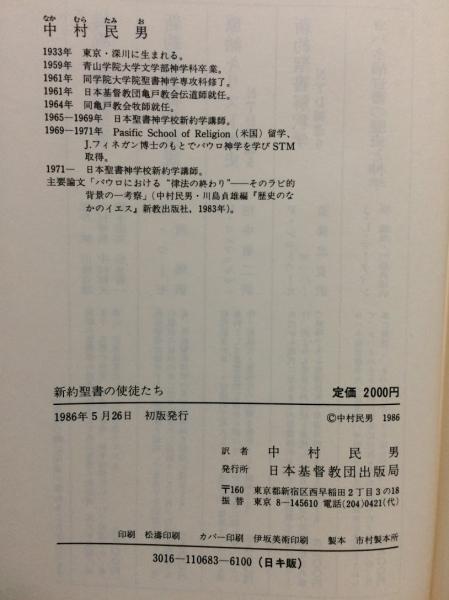 なか むら たみ お
中村民男
1933年 東京・深川に生まれる。
1959年 青山学院大学文学部神学科卒業。
1961年 同学院大学院聖書神学専攻科修了。
1961年 日本基督教団亀戸教会伝道師就任。
1964年 同亀戸教会牧師就任。
1965―1969年 日本聖書神学校新約学講師。
1969―1971年 Pasific School of Religion (米国) 留学、
J.フィネガン博士のもとでパウロ神学を学びSTM
取得。
1971― 日本聖書神学校新約学講師。
主要論文「パウロにおける“律法の終わり”――そのラビ的
背景の一考察」(中村民男・川島貞雄編『歴史のな
かのイエス』新教出版社, 1983年)。
新約聖書の使徒たち 定価 2000円
1986年5月26日 初版発行
©中村民男 1986
訳者 中村民男
発行所 日本基督教団出版局
〒160 東京都新宿区西早稲田2丁目3の18
振替 東京8―145610 電話(204)0421(代)
印刷 松濤印刷 カバー印刷 伊坂美術印刷 製本 市村製本所
3016―110683―6100 (日キ販)